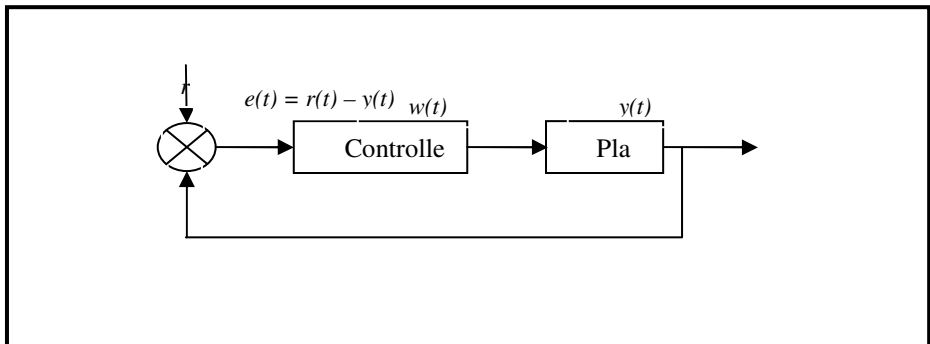 r
e(t) = r(t) – y(t) w(t) y(t)
Controlle Pla